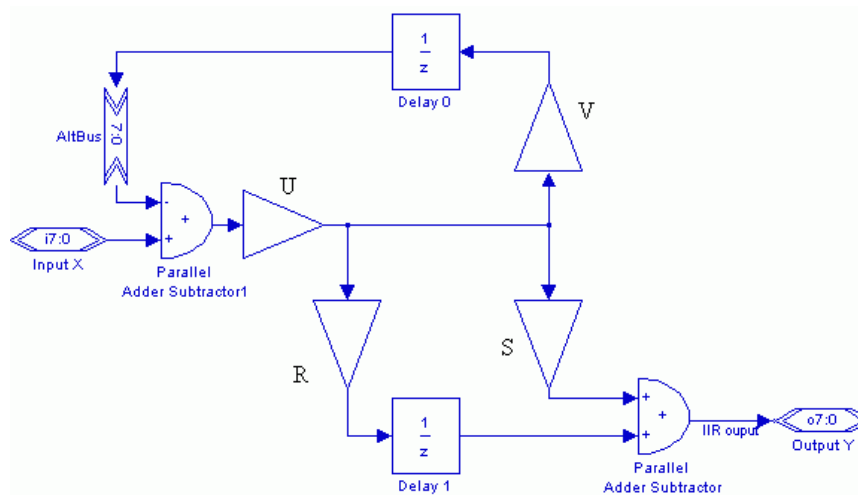 1
z
Delay 0
V
AltBus
7:0
U
-
+
+
i7:0
Input X
Parallel
Adder Subtractor1
R
S
1
z
Delay 1
+
+
+
IIR ouput
o7:0
Output Y
Parallel
Adder Subtractor